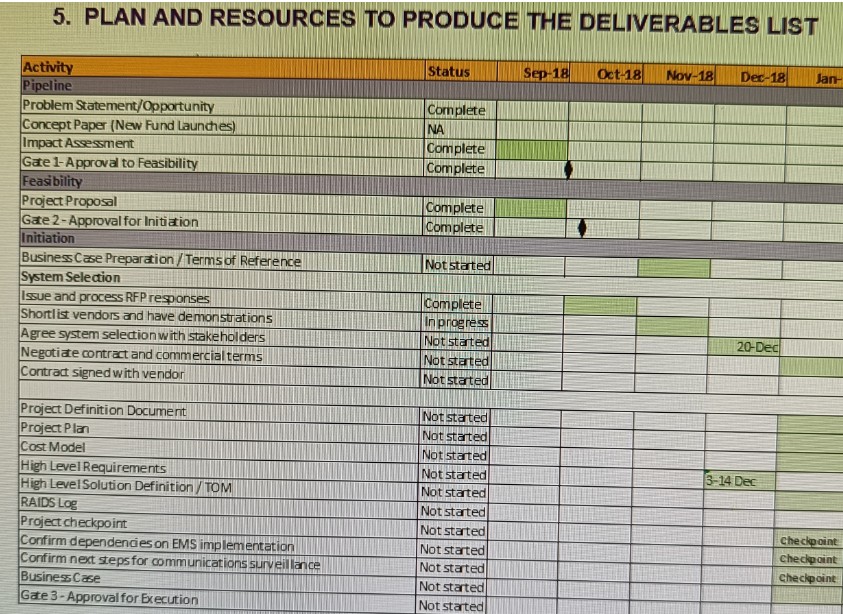 5. PLAN AND RESOURCES TO PRODUCE THE DELIVERABLES LIST
Activity Status Sep-18 Oct-18 Nov-18 Dec-18 Jan-
Pipeline
Problem Statement/Opportunity Complete
Concept Paper (New Fund Launches) NA
Impact Assessment Complete
Gate 1- Approval to Feasibility Complete
Feasibility
Project Proposal Complete
Gate 2 - Approval for Initiation Complete
Initiation
Business Case Preparation / Terms of Reference Not started
System Selection
Issue and process RFP responses Complete
Shortlist vendors and have demonstrations In progress
Agree system selection with stakeholders Not started 20-Dec
Negotiate contract and commercial terms Not started
Contract signed with vendor Not started
Project Definition Document Not started
Project Plan Not started
Cost Model Not started
High Level Requirements Not started 3-14 Dec
High Level Solution Definition / TOM Not started
RAIDS Log Not started
Project checkpoint Not started checkpoint
Confirm dependencies on EMS implementation Not started checkpoint
Confirm next steps for communications surveillance Not started checkpoint
Business Case Not started
Gate 3 - Approval for Execution Not started